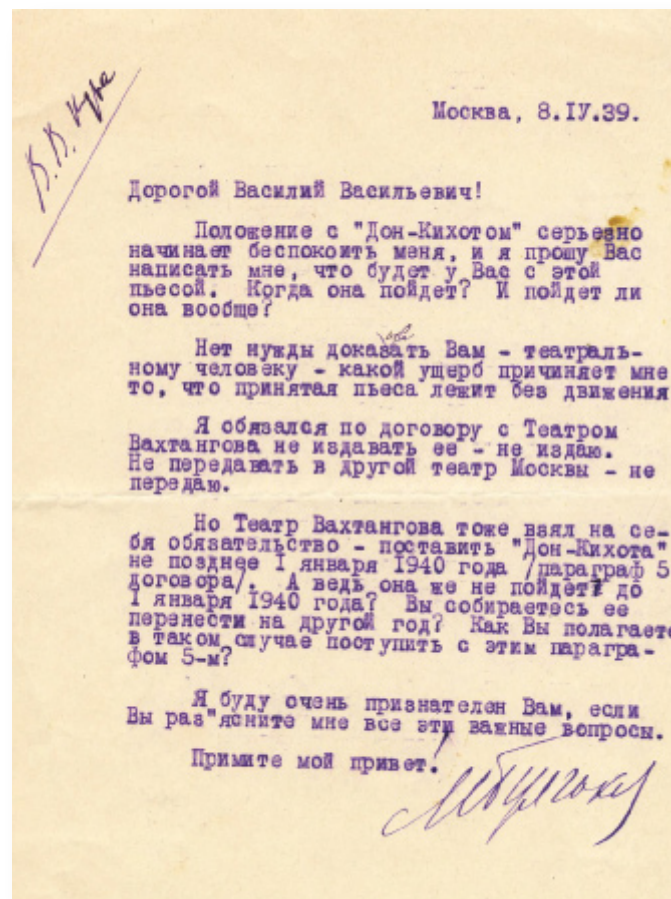 В.В. Куза
Москва, 8.IV.39.
Дорогой Василий Васильевич!
Положение с "Дон-Кихотом" серьезно
начинает беспокоить меня, и я прошу Вас
написать мне, что будет у Вас с этой
пьесой. Когда она пойдет? И пойдет ли
она вообще?
Нет нужды доказать Вам - театраль-
ному человеку - какой ущерб причиняет мне
то, что принятая пьеса лежит без движения
Я обязался по договору с Театром
Вахтангова не издавать ее - не издаю.
Не передавать в другой театр Москвы - не
передаю.
Но Театр Вахтангова тоже взял на се-
бя обязательство - поставить "Дон-Кихота"
не позднее I января 1940 года /параграф 5
договора/. А ведь она же не пойдет до
I января 1940 года? Вы собираетесь ее
перенести на другой год? Как Вы полагаете
в таком случае поступить с этим парагра-
фом 5-м?
Я буду очень признателен Вам, если
Вы раз"ясните мне все эти важные вопросы.
Примите мой привет!
МБулгаков